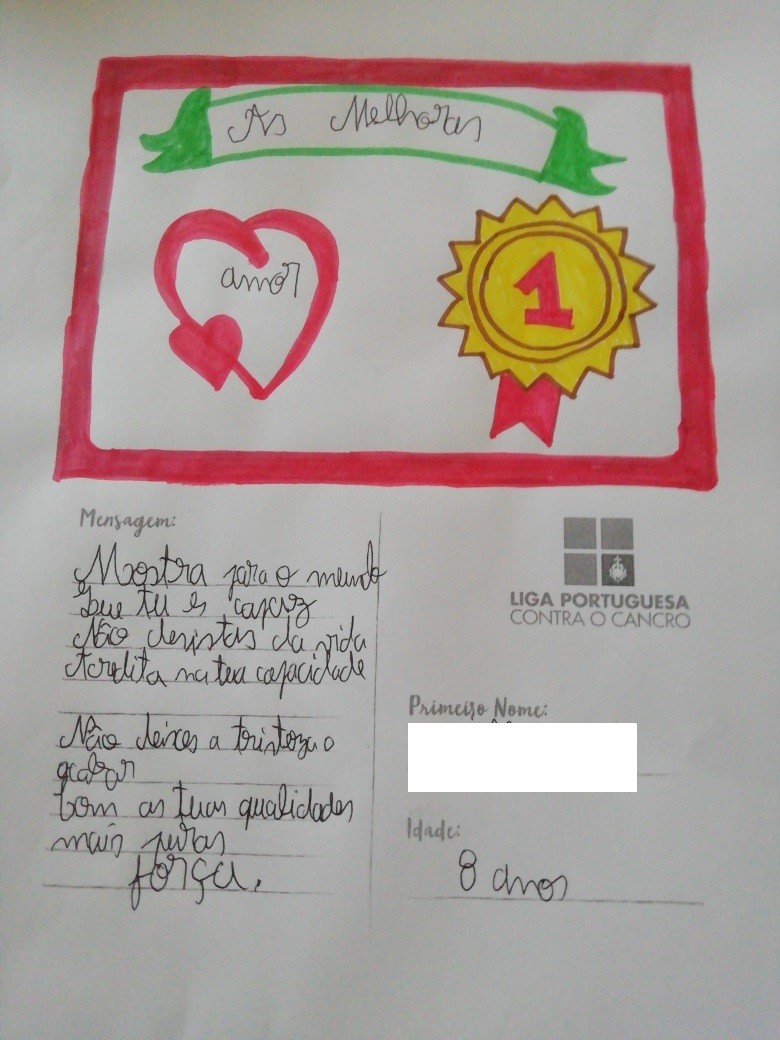 As Melhoras
amor
1
Mensagem:
Mostra para o mundo
que tu és capaz
Não desistas da vida
Acredita na tua capacidade
Não deixes a tristeza o
acabar
Com as tuas qualidades
mais puras
força.
LIGA PORTUGUESA
CONTRA O CANCRO
Primeiro Nome:
Idade:
8 anos